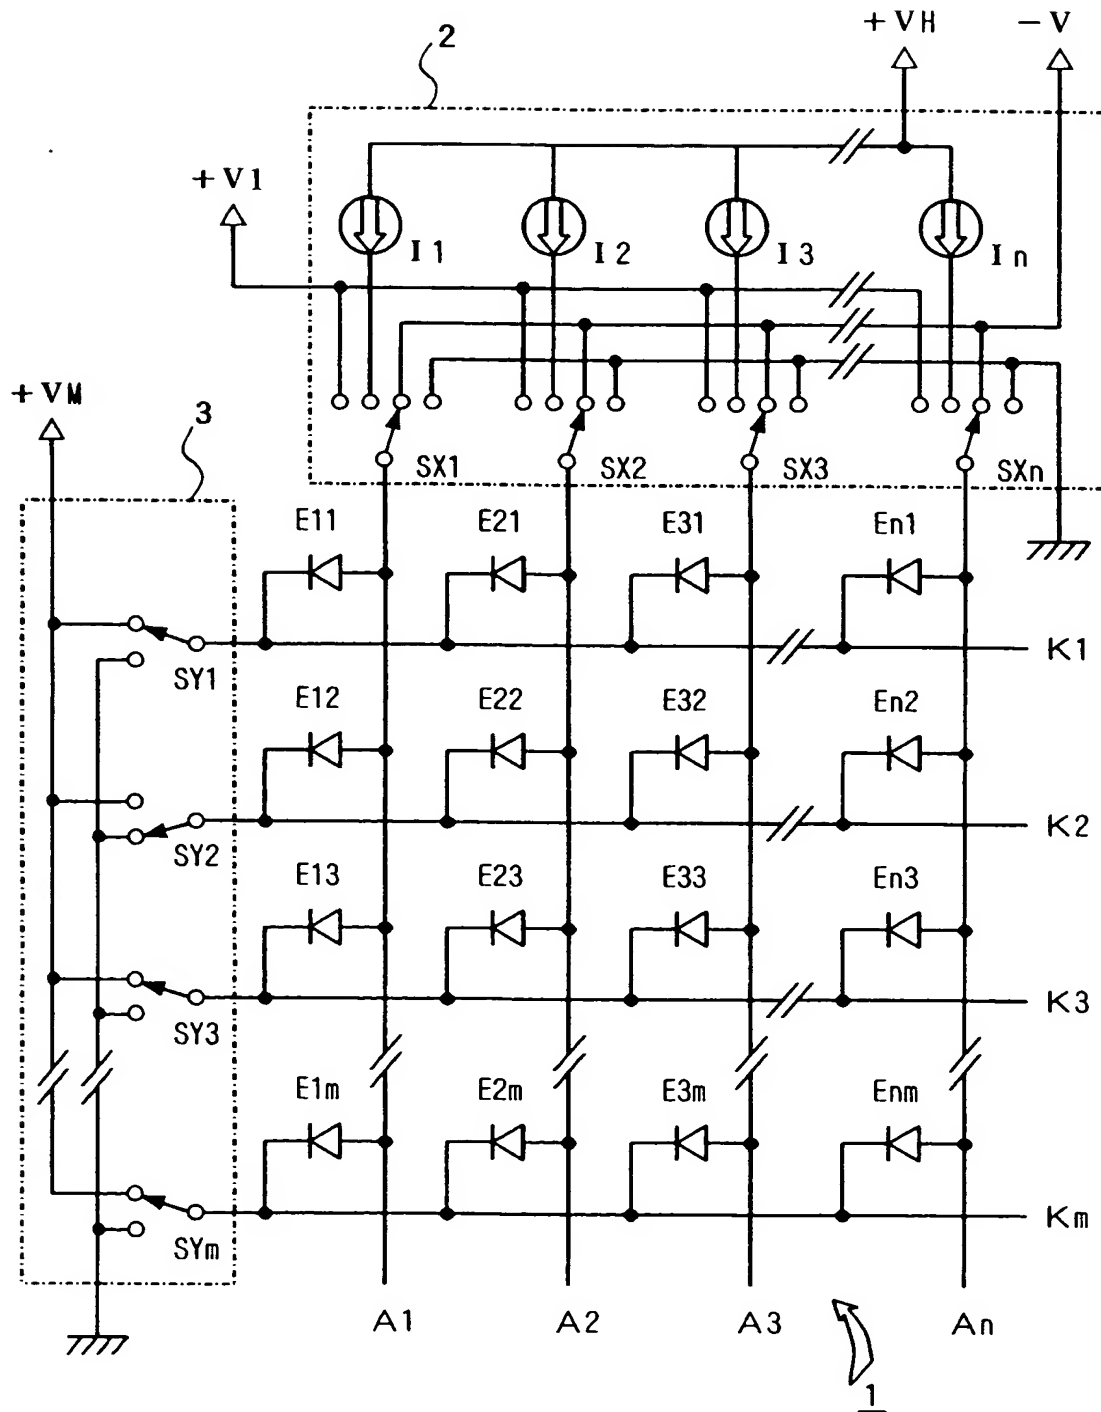 2
+VH
-V
+V1
I1
I2
I3
In
+VM
3
SX1
SX2
SX3
SXn
E11
E21
E31
En1
SY1
K1
E12
E22
E32
En2
SY2
K2
E13
E23
E33
En3
SY3
K3
E1m
E2m
E3m
Enm
SYm
Km
A1
A2
A3
An
1